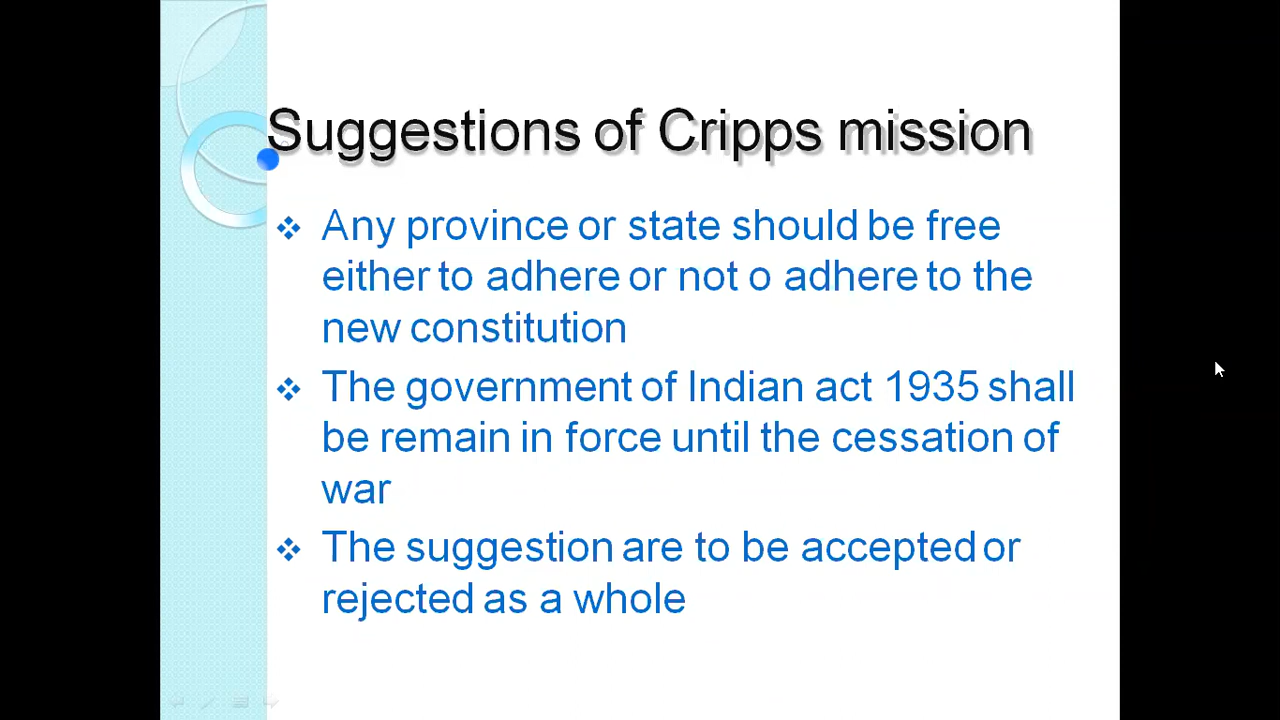 Suggestions of Cripps mission
Any province or state should be free
either to adhere or not o adhere to the
new constitution
The government of Indian act 1935 shall
be remain in force until the cessation of
war
The suggestion are to be accepted or
rejected as a whole